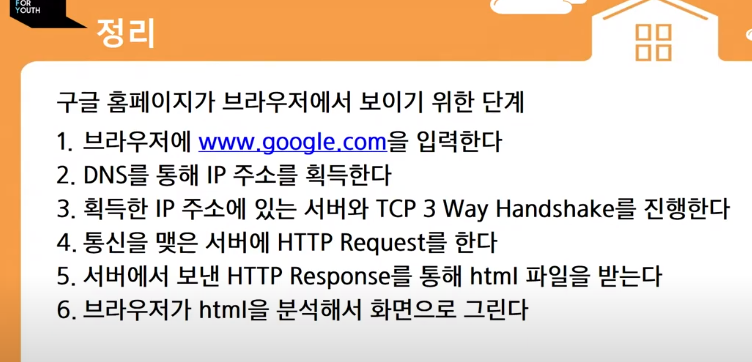 FOR
YOUTH
정리
구글 홈페이지가 브라우저에서 보이기 위한 단계
1. 브라우저에 www.google.com을 입력한다
2. DNS를 통해 IP 주소를 획득한다
3. 획득한 IP 주소에 있는 서버와 TCP 3 Way Handshake를 진행한다
4. 통신을 맺은 서버에 HTTP Request를 한다
5. 서버에서 보낸 HTTP Response를 통해 html 파일을 받는다
6. 브라우저가 html을 분석해서 화면으로 그린다